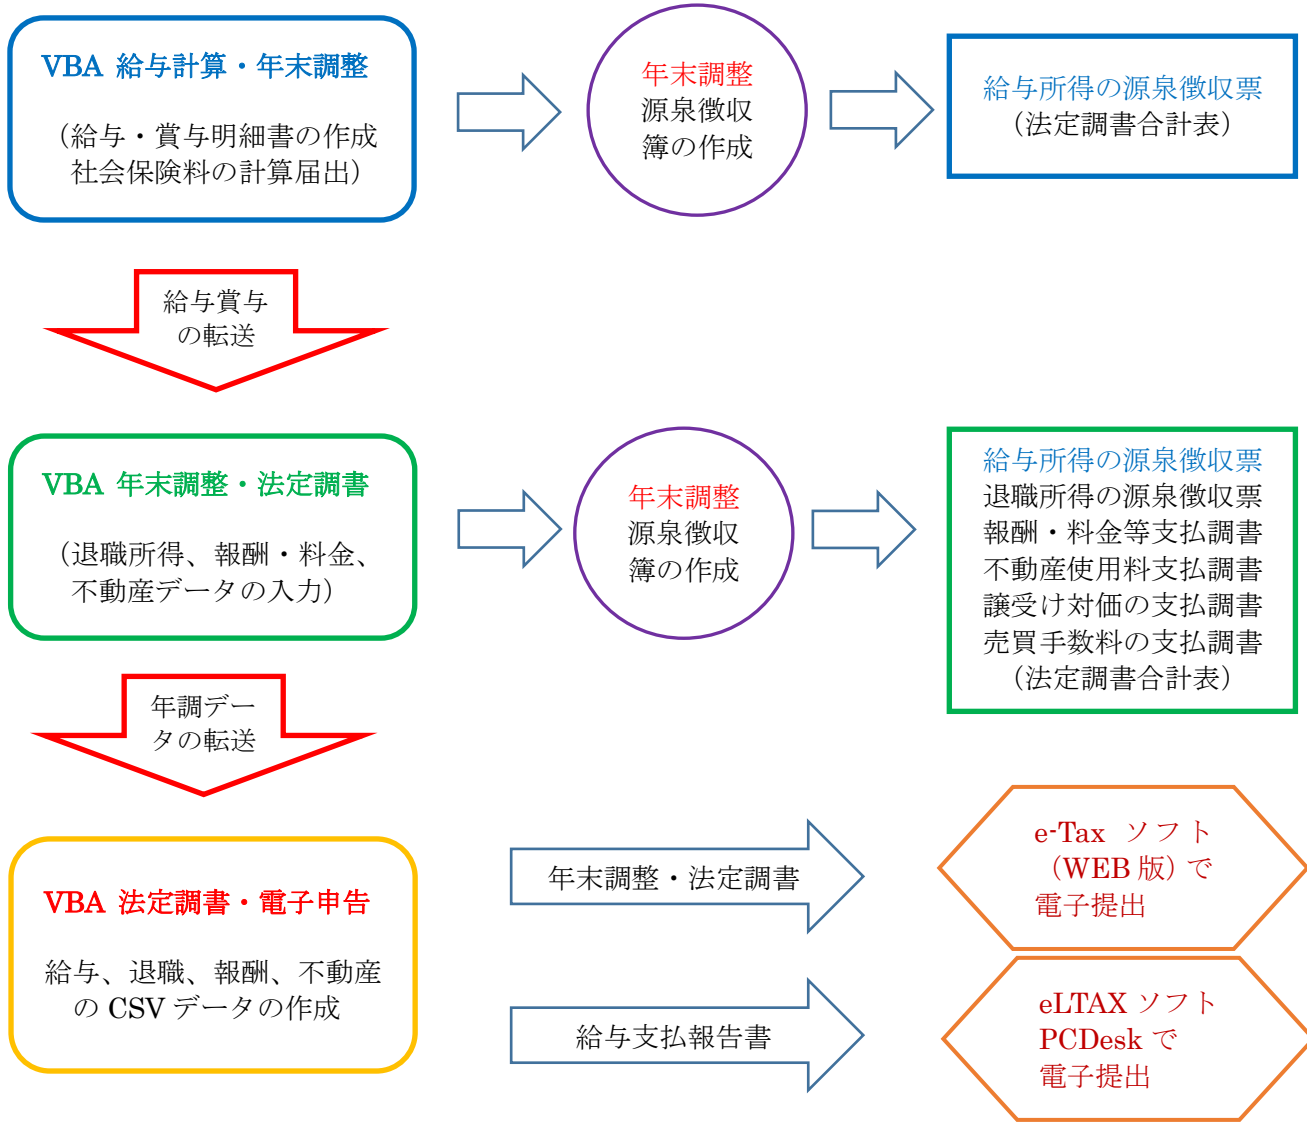 VBA 給与計算・年末調整
（給与・賞与明細書の作成
社会保険料の計算届出）
年末調整
源泉徴収
簿の作成
給与所得の源泉徴収票
（法定調書合計表）
給与賞与
の転送
VBA 年末調整・法定調書
（退職所得、報酬・料金、
不動産データの入力）
年末調整
源泉徴収
簿の作成
給与所得の源泉徴収票
退職所得の源泉徴収票
報酬・料金等支払調書
不動産使用料支払調書
譲受け対価の支払調書
売買手数料の支払調書
（法定調書合計表）
年調デー
タの転送
VBA 法定調書・電子申告
給与、退職、報酬、不動産
の CSV データの作成
年末調整・法定調書
e-Tax ソフト
（WEB 版）で
電子提出
給与支払報告書
eLTAX ソフト
PCDesk で
電子提出